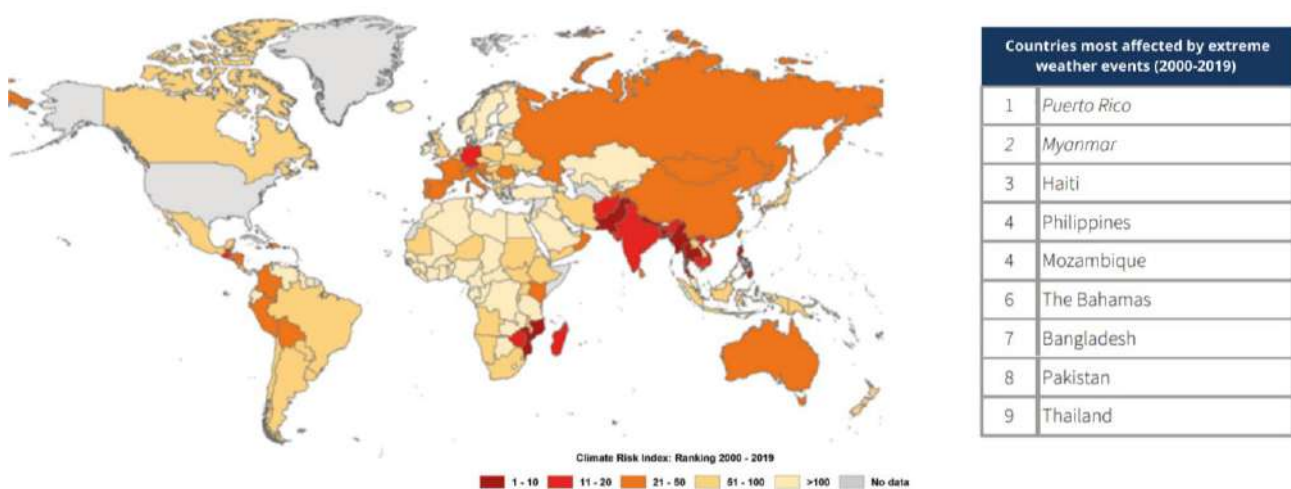 Countries most affected by extreme
weather events (2000-2019)
1 Puerto Rico
2 Myanmar
3 Haiti
4 Philippines
4 Mozambique
6 The Bahamas
7 Bangladesh
8 Pakistan
9 Thailand
Climate Risk Index: Ranking 2000 - 2019
1 - 10 11 - 20 21 - 50 51 - 100 >100 No data